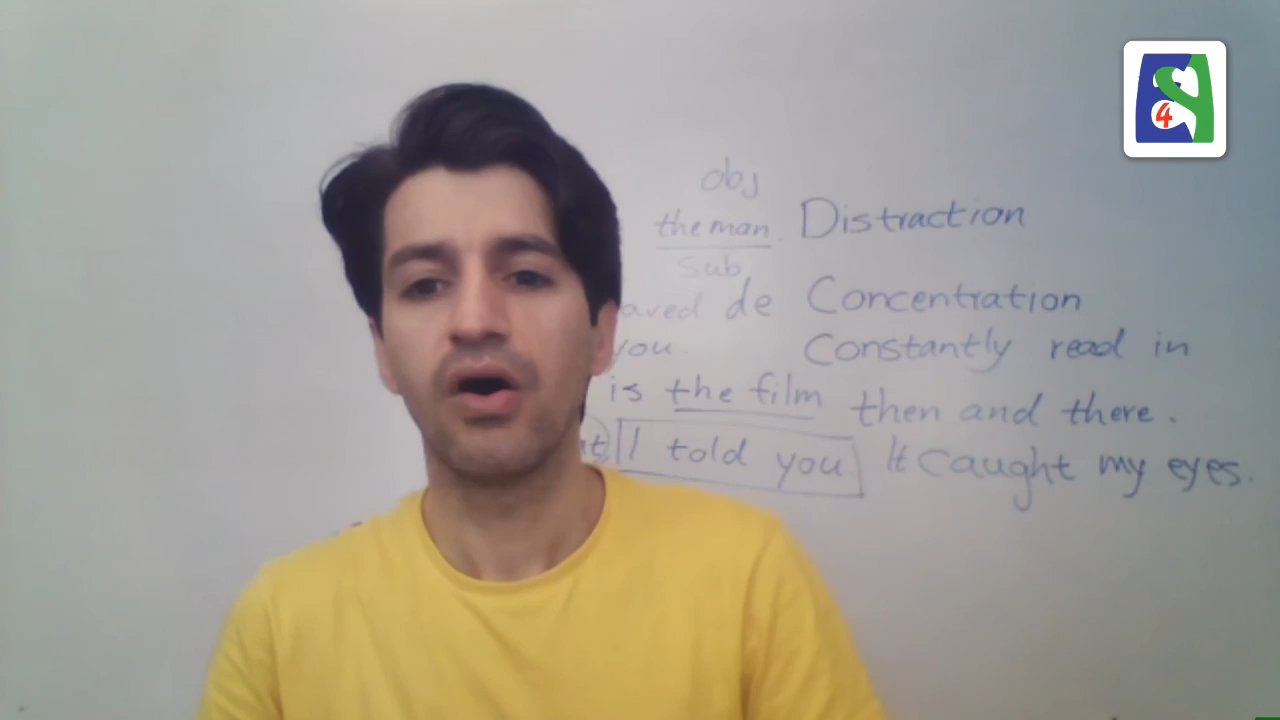 4
obj
the man Distraction
sub
aved de Concentration
you Constantly read in
is the film then and there.
I told you It caught my eyes.